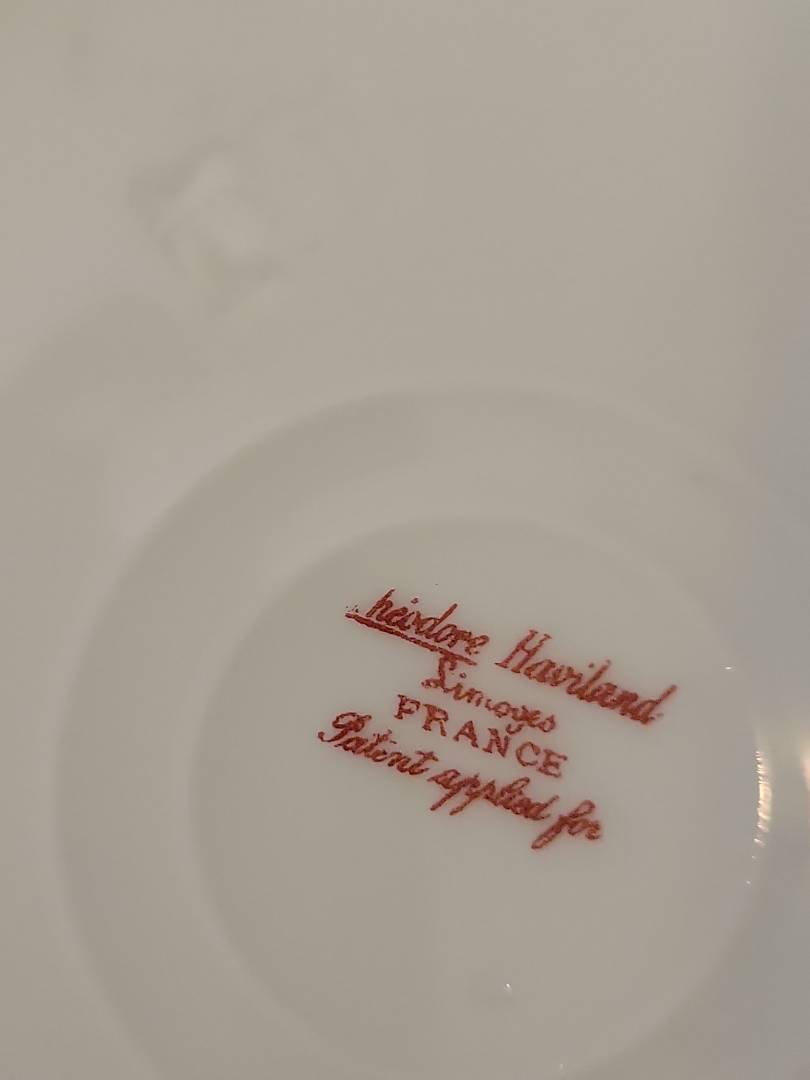 Theodore Haviland
Limoges
FRANCE
Patent applied for